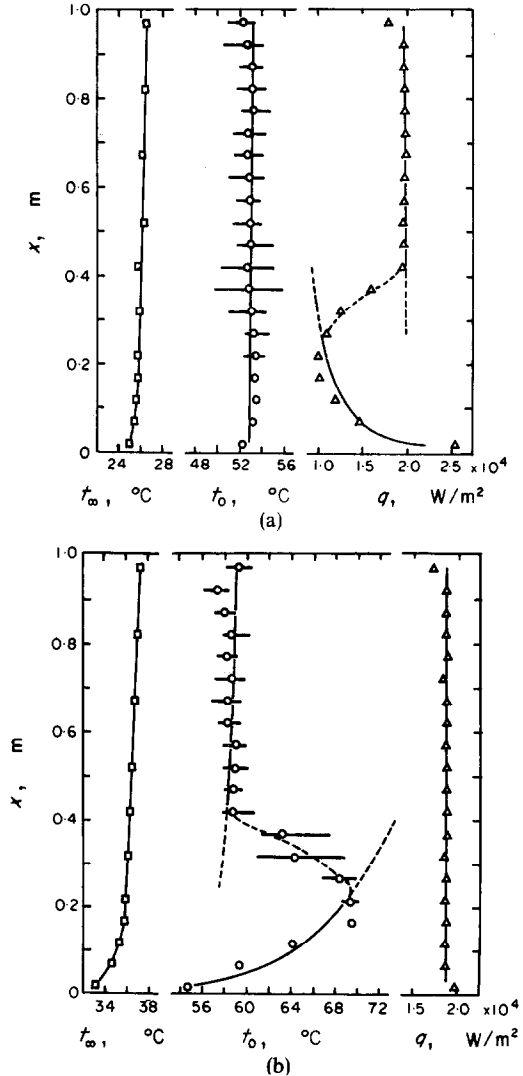 1·0
0·8
x, m
0·6
0·4
0·2
0
24 28 48 52 56 1·0 1·5 2·0 2·5 ×10⁴
t∞, °C t₀, °C q, W/m²
(a)
1·0
0·8
x, m
0·6
0·4
0·2
0
34 38 56 60 64 68 72 1·5 2·0 ×10⁴
t∞, °C t₀, °C q, W/m²
(b)